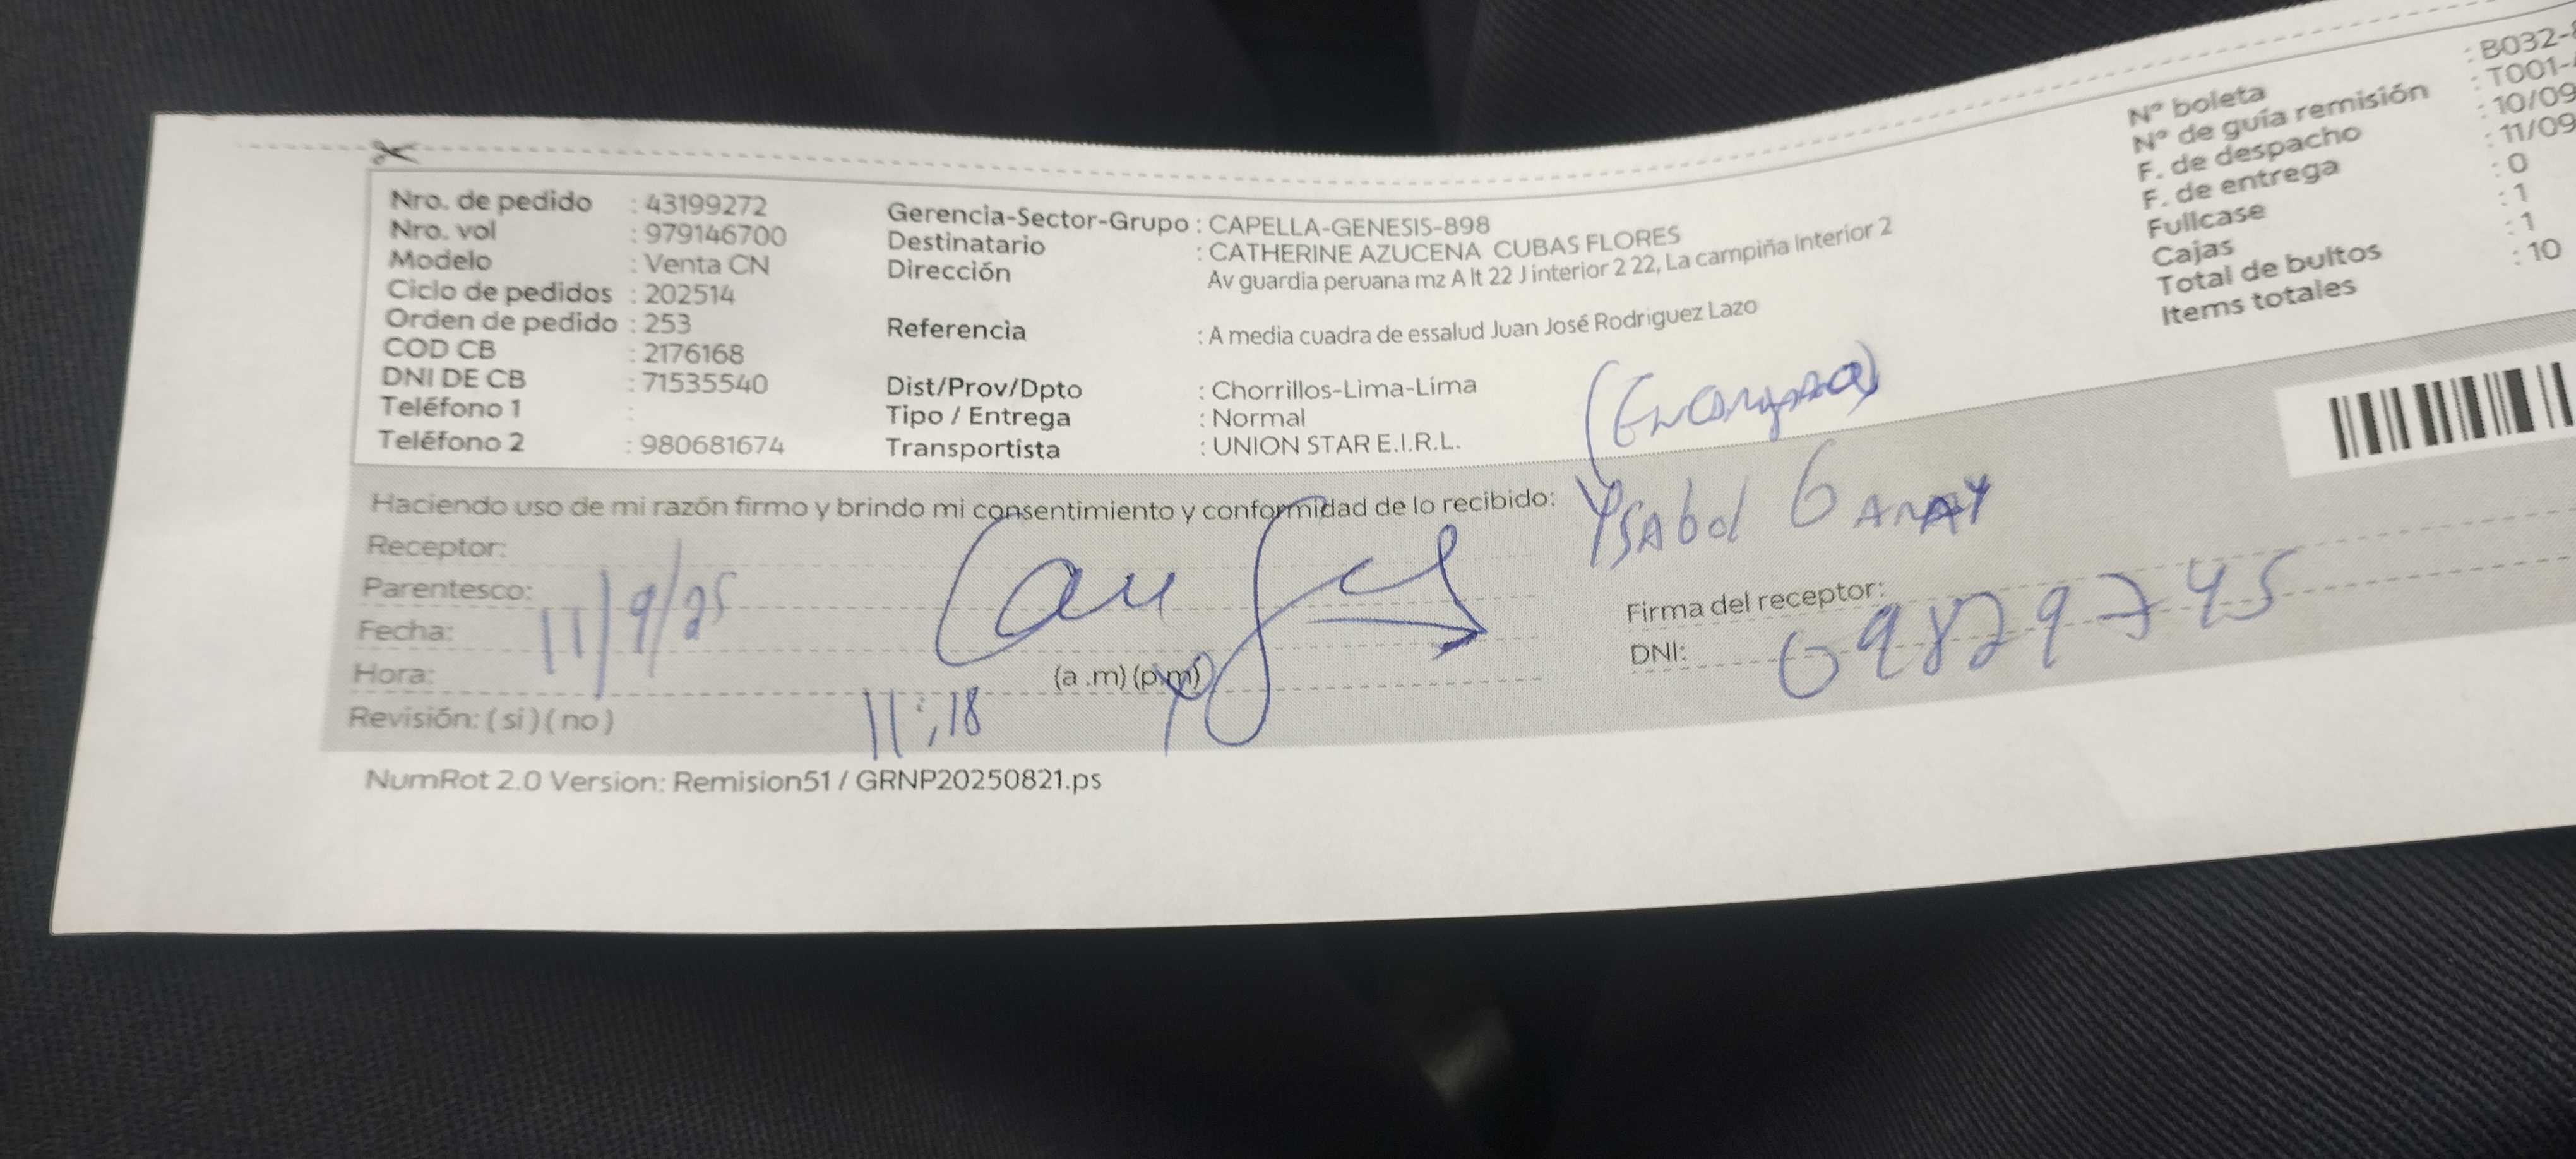 Nro. de pedido : 43199272
Nro. vol : 979146700
Modelo : Venta CN
Ciclo de pedidos : 202514
Orden de pedido : 253
COD CB : 2176168
DNI DE CB : 71535540
Teléfono 1 :
Teléfono 2 : 980681674
Gerencia-Sector-Grupo : CAPELLA-GENESIS-898
Destinatario : CATHERINE AZUCENA CUBAS FLORES
Dirección Av guardia peruana mz A lt 22 J interior 2 22, La campiña Interior 2
Referencia : A media cuadra de essalud Juan José Rodriguez Lazo
Dist/Prov/Dpto : Chorrillos-Lima-Lima
Tipo / Entrega : Normal
Transportista : UNION STAR E.I.R.L.
N° boleta : B032-
N° de guía remisión : T001-
F. de despacho : 10/09
F. de entrega : 11/09
Fullcase : 0
Cajas : 1
Total de bultos : 1
Items totales : 10
Haciendo uso de mi razón firmo y brindo mi consentimiento y conformidad de lo recibido:
Ysabel Garay
Receptor:
Parentesco:
Fecha: 11/9/25
Hora: 11:18 (a .m) (p.m)
Revisión: ( si ) ( no )
Firma del receptor:
DNI: 09829745
NumRot 2.0 Version: Remision51 / GRNP20250821.ps